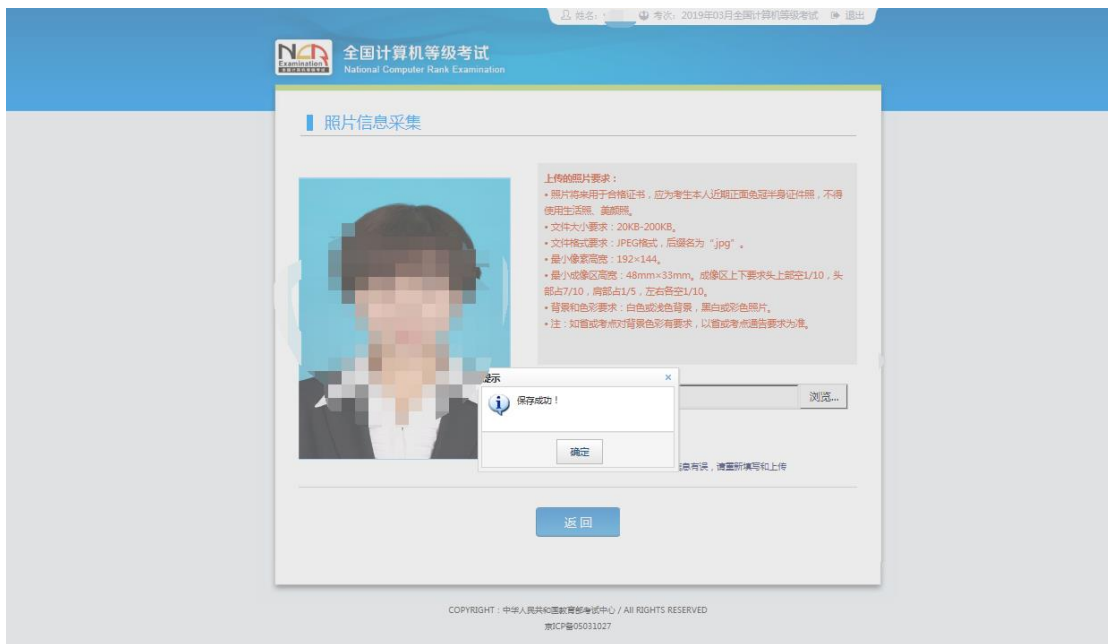 姓名：
考次：2019年03月全国计算机等级考试
退出
NCR
Examination
全国计算机等级考试
全国计算机等级考试
National Computer Rank Examination
照片信息采集
上传的照片要求：
• 照片将来用于合格证书，应为考生本人近期正面免冠半身证件照，不得
使用生活照、美颜照。
• 文件大小要求：20KB-200KB。
• 文件格式要求：JPEG格式，后缀名为“jpg”。
• 最小像素高宽：192×144。
• 最小成像区高宽：48mm×33mm。成像区上下要求头上部空1/10，头
部占7/10，肩部占1/5，左右各空1/10。
• 背景和色彩要求：白色或浅色背景，黑白或彩色照片。
• 注：如省或考点对背景色彩有要求，以省或考点通告要求为准。
提示
×
保存成功！
浏览...
确定
息有误，请重新填写和上传
返回
COPYRIGHT：中华人民共和国教育部考试中心 / All RIGHTS RESERVED
京ICP备05031027